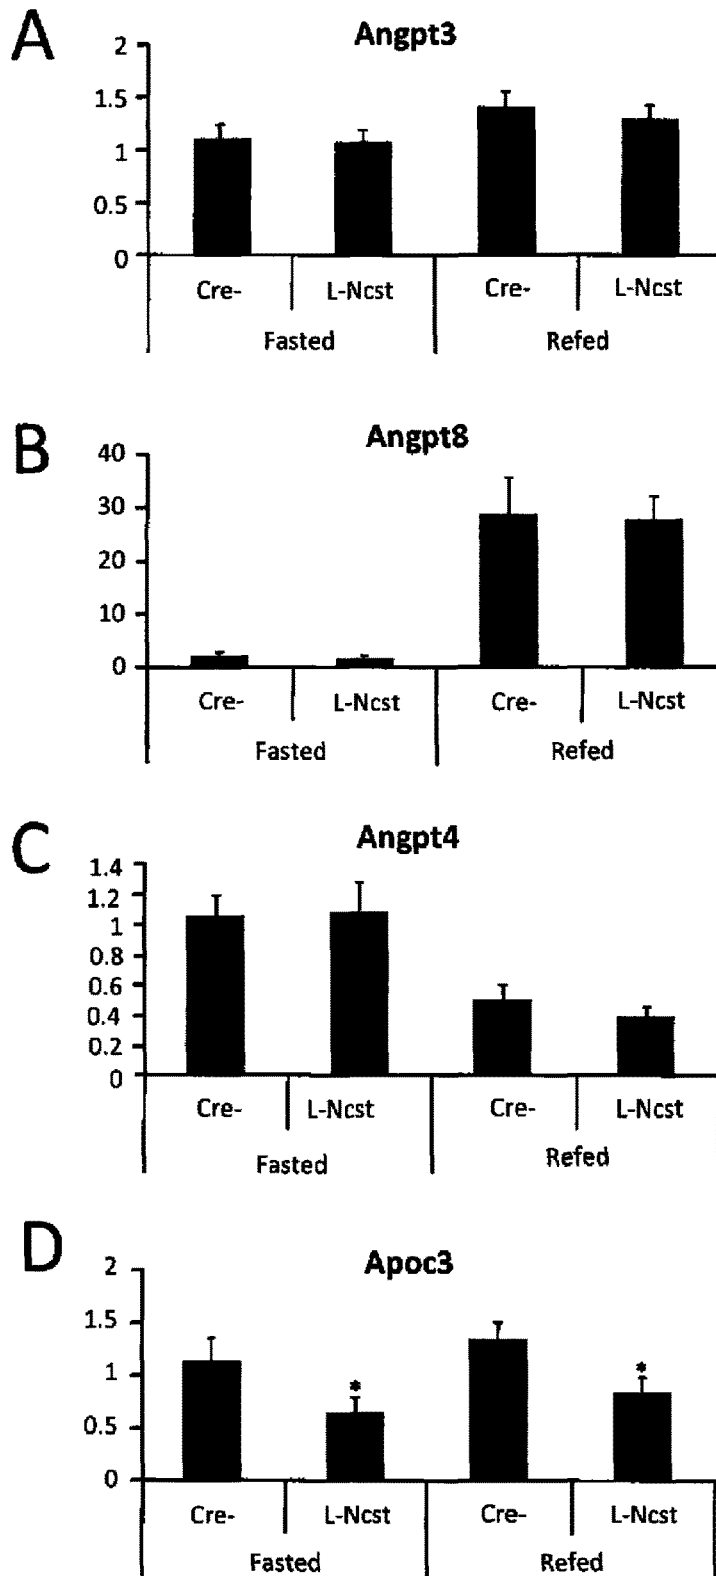 A
Angpt3
2
1.5
1
0.5
0
Cre- L-Ncst Cre- L-Ncst
Fasted Refed
B
Angpt8
40
30
20
10
0
Cre- L-Ncst Cre- L-Ncst
Fasted Refed
C
Angpt4
1.4
1.2
1
0.8
0.6
0.4
0.2
0
Cre- L-Ncst Cre- L-Ncst
Fasted Refed
D
Apoc3
2
1.5
1
0.5
0
* *
Cre- L-Ncst Cre- L-Ncst
Fasted Refed